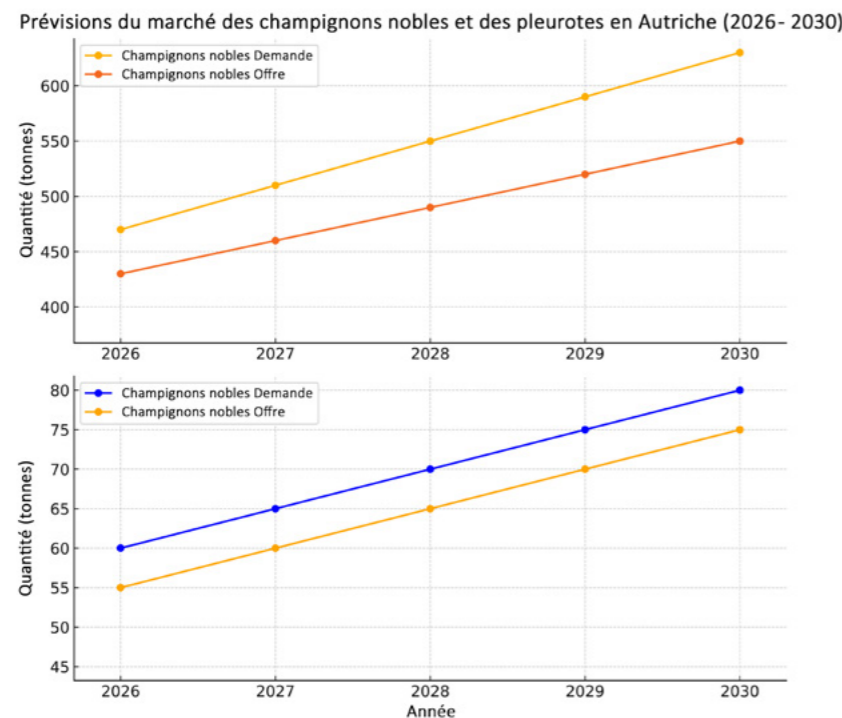 Prévisions du marché des champignons nobles et des pleurotes en Autriche (2026 - 2030)
Champignons nobles Demande
Champignons nobles Offre
600
550
500
450
400
Quantité (tonnes)
2026 2027 2028 2029 2030
Champignons nobles Demande
Champignons nobles Offre
80
75
70
65
60
55
50
45
Quantité (tonnes)
2026 2027 2028 2029 2030
Année